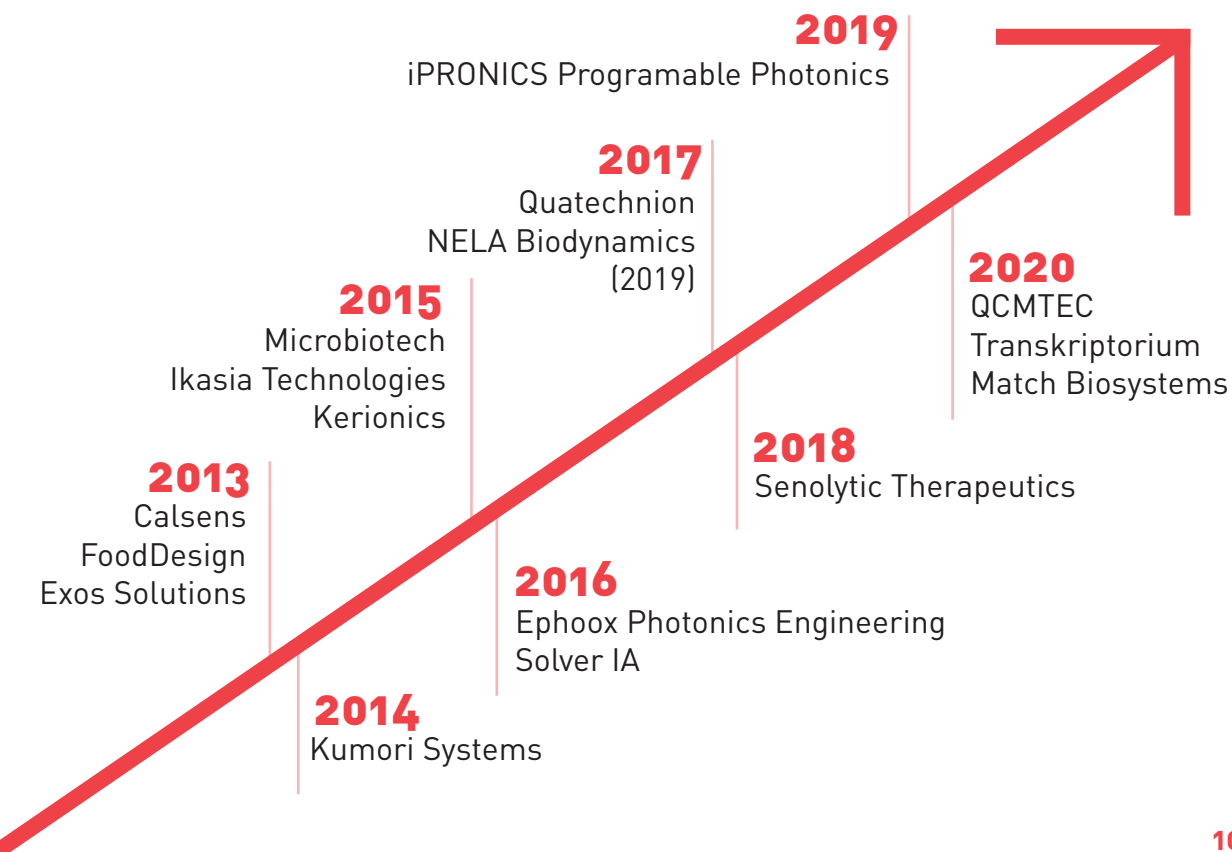 2019
iPRONICS Programable Photonics
2017
Quatechnion
NELA Biodynamics
(2019)
2020
QCMTEC
Transkriptorium
Match Biosystems
2015
Microbiotech
Ikasia Technologies
Kerionics
2018
Senolytic Therapeutics
2013
Calsens
FoodDesign
Exos Solutions
2016
Ephoox Photonics Engineering
Solver IA
2014
Kumori Systems